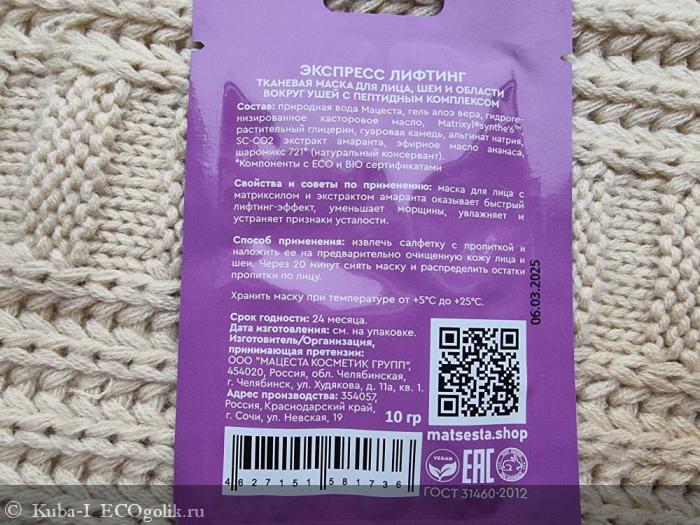 ЭКСПРЕСС ЛИФТИНГ
ТКАНЕВАЯ МАСКА ДЛЯ ЛИЦА, ШЕИ И ОБЛАСТИ
ВОКРУГ УШЕЙ С ПЕПТИДНЫМ КОМПЛЕКСОМ
Состав: природная вода Мацеста, гель алоэ вера, гидроге-
низированное касторовое масло, Matrixyl®synthe'6™,
растительный глицерин, гуаровая камедь, альгинат натрия,
SC-CO2 экстракт амаранта, эфирное масло ананаса,
шаромикс 721* (натуральный консервант).
*Компоненты с ECO и BIO сертификатами
Свойства и советы по применению: маска для лица с
матриксилом и экстрактом амаранта оказывает быстрый
лифтинг-эффект, уменьшает морщины, увлажняет и
устраняет признаки усталости.
Способ применения: извлечь салфетку с пропиткой и
наложить ее на предварительно очищенную кожу лица и
шеи. Через 20 минут снять маску и распределить остатки
пропитки по лицу.
Хранить маску при температуре от +5°С до +25°С.
06.03.2025
Срок годности: 24 месяца.
Дата изготовления: см. на упаковке.
Изготовитель/Организация,
принимающая претензии:
ООО "МАЦЕСТА КОСМЕТИК ГРУПП",
454020, Россия, обл. Челябинская,
г. Челябинск, ул. Худякова, д. 11а, кв. 1.
Адрес производства: 354057,
Россия, Краснодарский край,
г. Сочи, ул. Невская, 19
10 гр
matsesta.shop
4 627151 581736
VEGAN
EAC
ГОСТ 31460-2012
© Kuba-I ECOgolik.ru